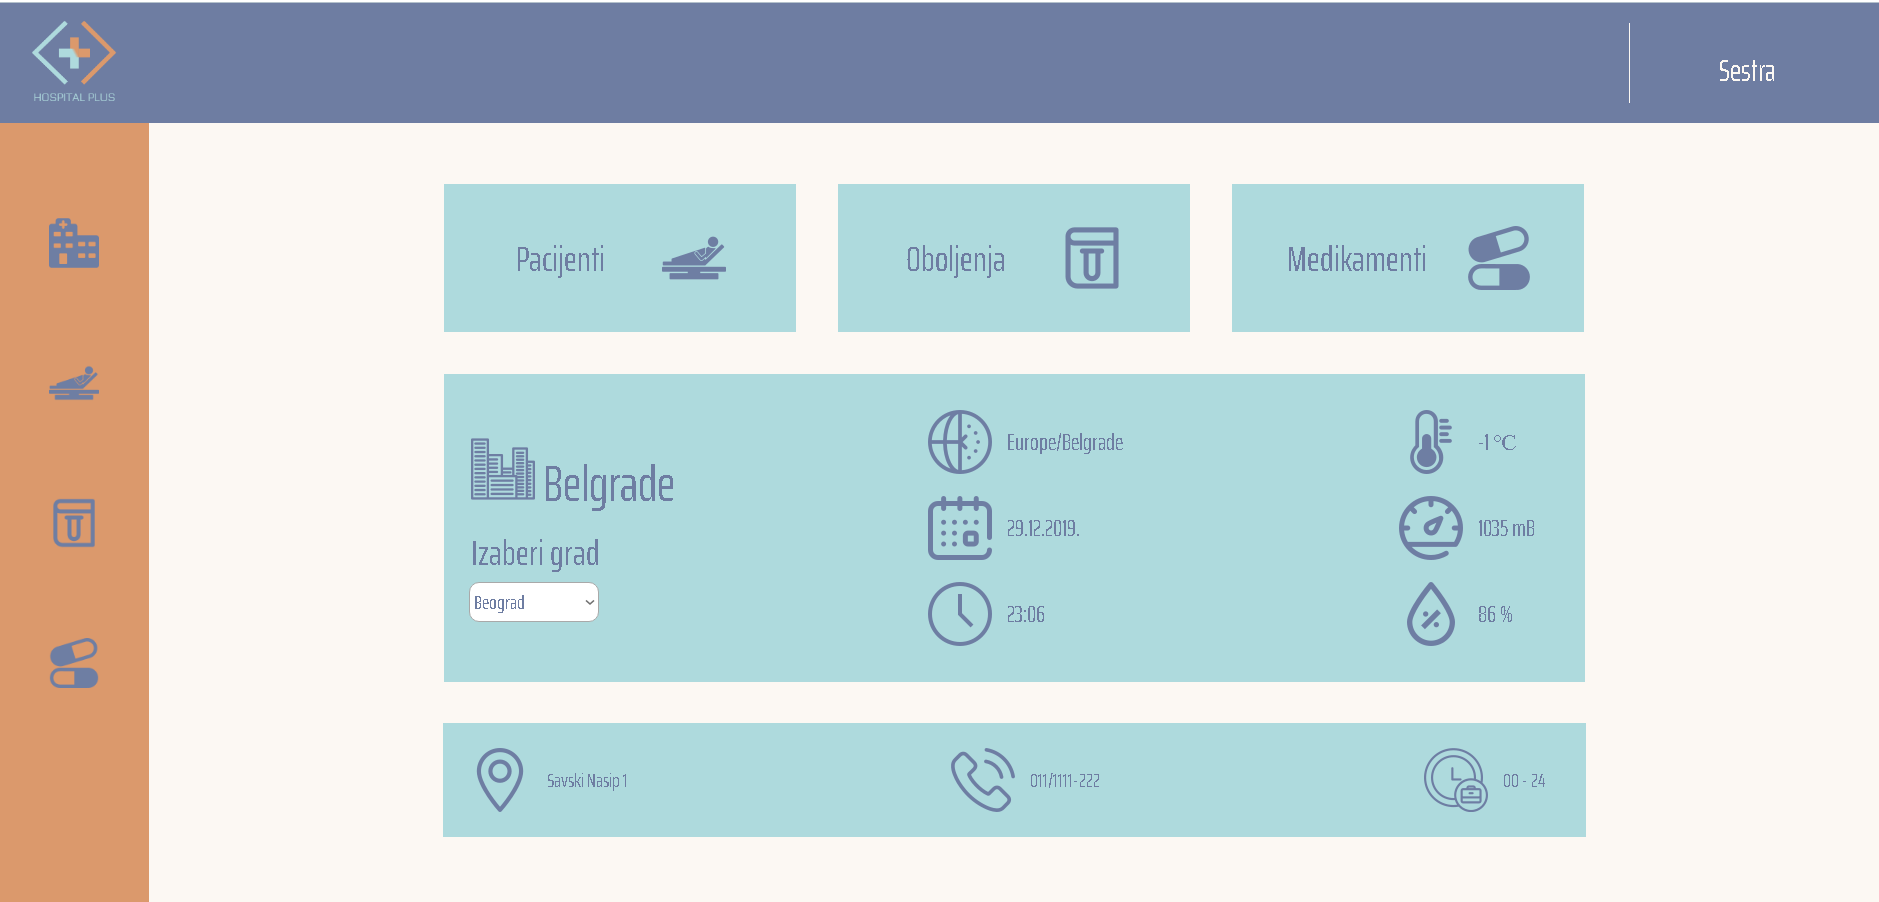 HOSPITAL PLUS
Sestra
Pacijenti
Oboljenja
Medikamenti
Belgrade
Izaberi grad
Beograd
Europe/Belgrade
29.12.2019.
23:06
-1 °C
1035 mB
86 %
Savski Nasip 1
011/1111-222
00 - 24